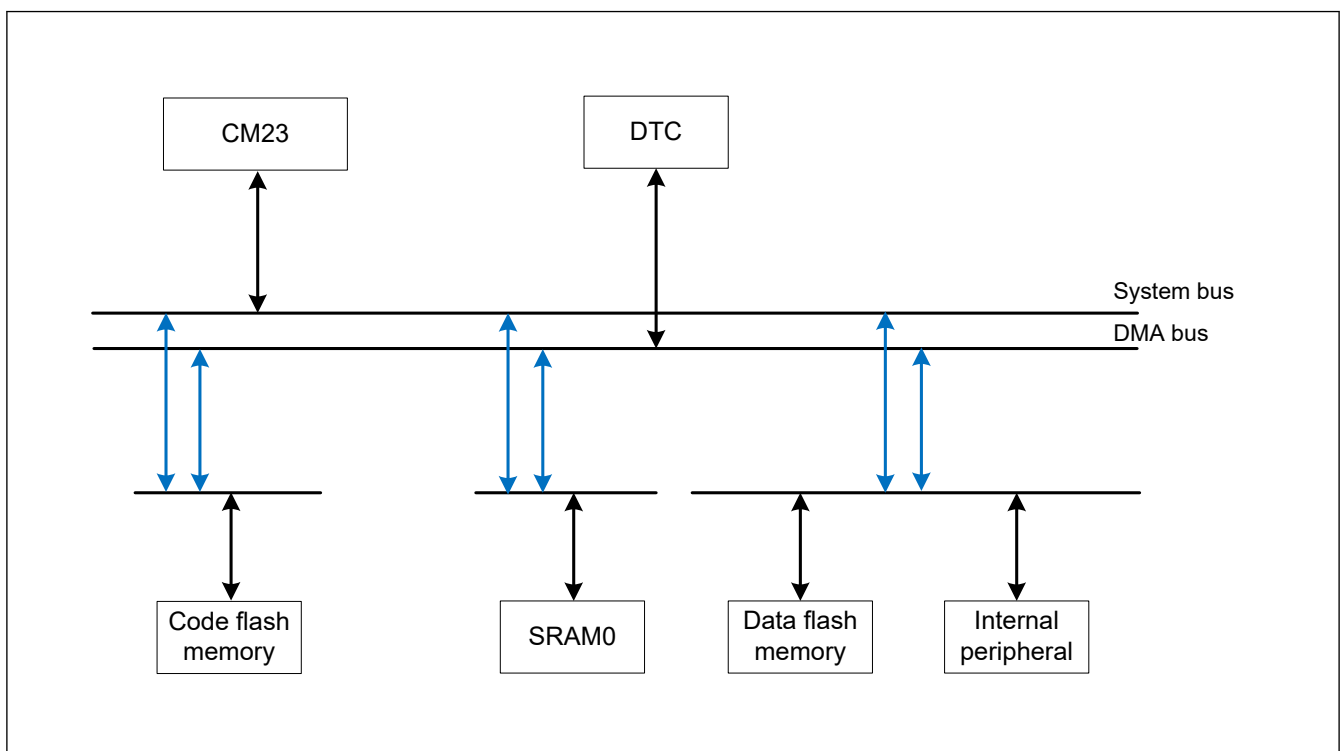 CM23
DTC
System bus
DMA bus
Code flash
memory
SRAM0
Data flash
memory
Internal
peripheral